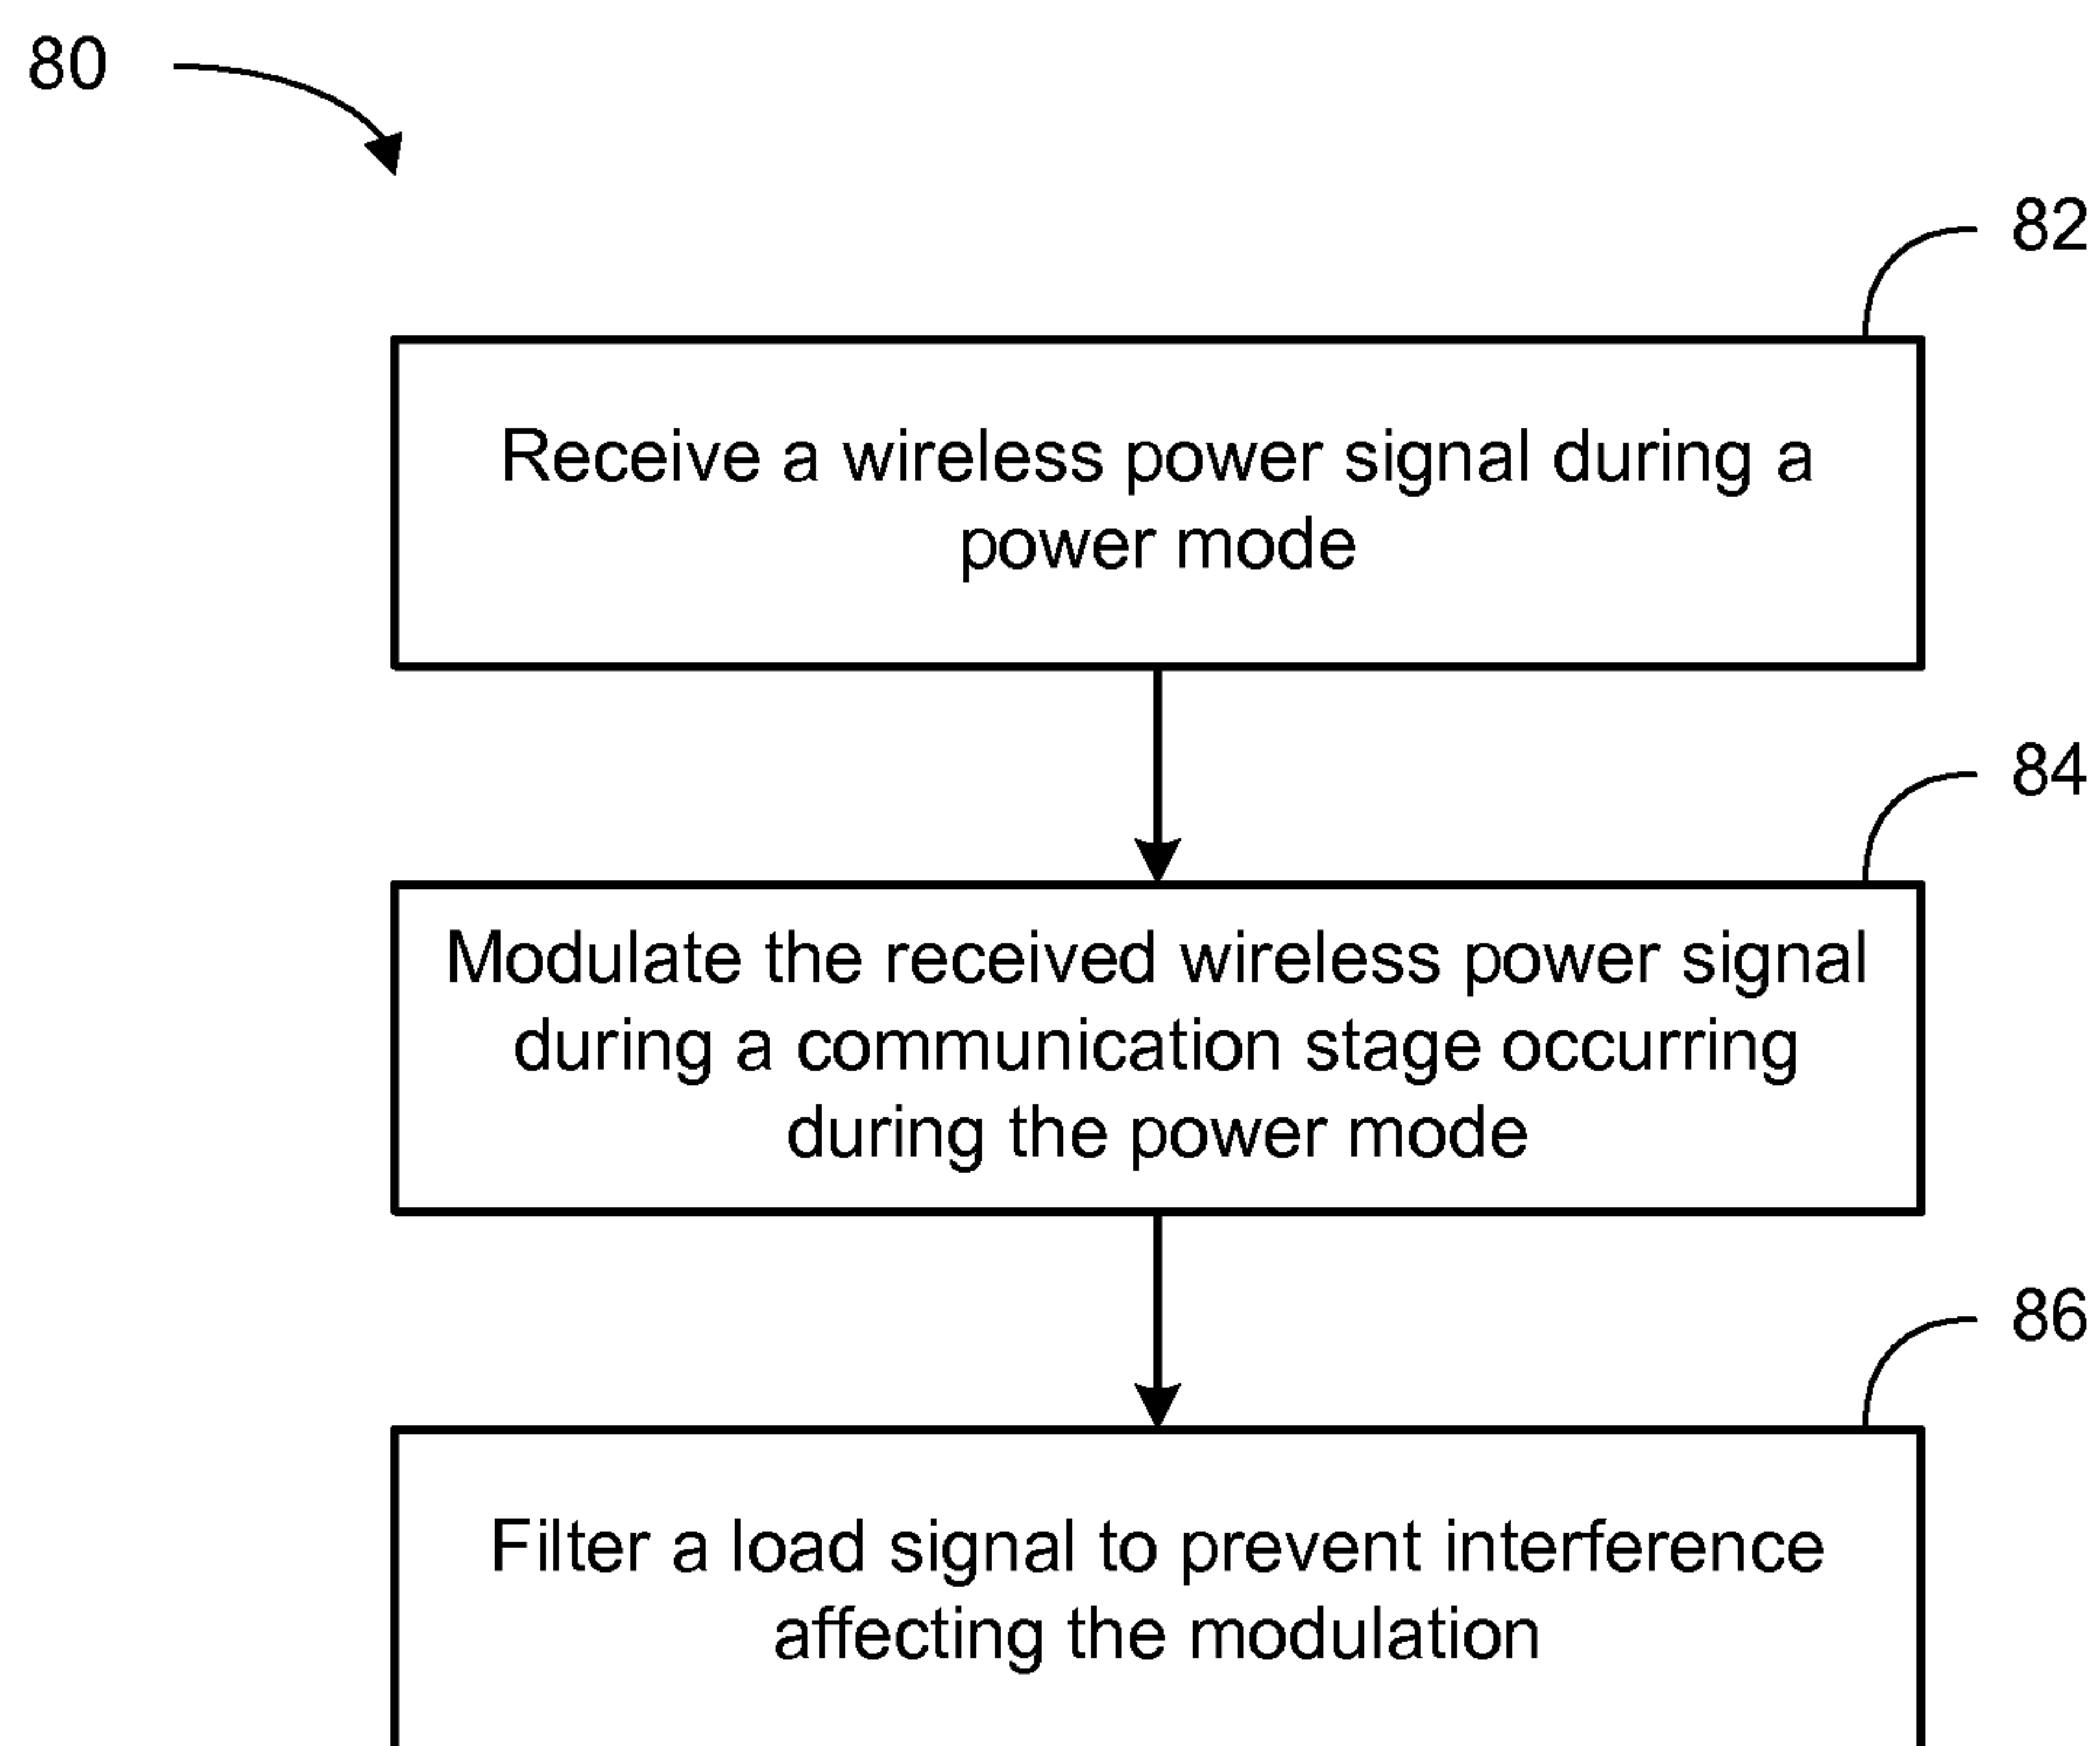 80
82
Receive a wireless power signal during a
power mode
84
Modulate the received wireless power signal
during a communication stage occurring
during the power mode
86
Filter a load signal to prevent interference
affecting the modulation